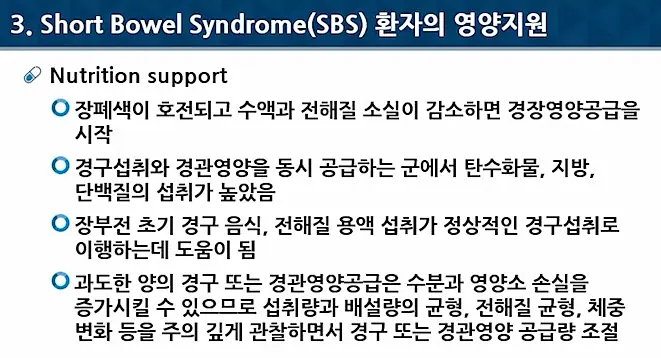 3. Short Bowel Syndrome(SBS) 환자의 영양지원
Nutrition support
장폐색이 호전되고 수액과 전해질 소실이 감소하면 경장영양공급을
시작
경구섭취와 경관영양을 동시 공급하는 군에서 탄수화물, 지방,
단백질의 섭취가 높았음
장부전 초기 경구 음식, 전해질 용액 섭취가 정상적인 경구섭취로
이행하는데 도움이 됨
과도한 양의 경구 또는 경관영양공급은 수분과 영양소 손실을
증가시킬 수 있으므로 섭취량과 배설량의 균형, 전해질 균형, 체중
변화 등을 주의 깊게 관찰하면서 경구 또는 경관영양 공급량 조절